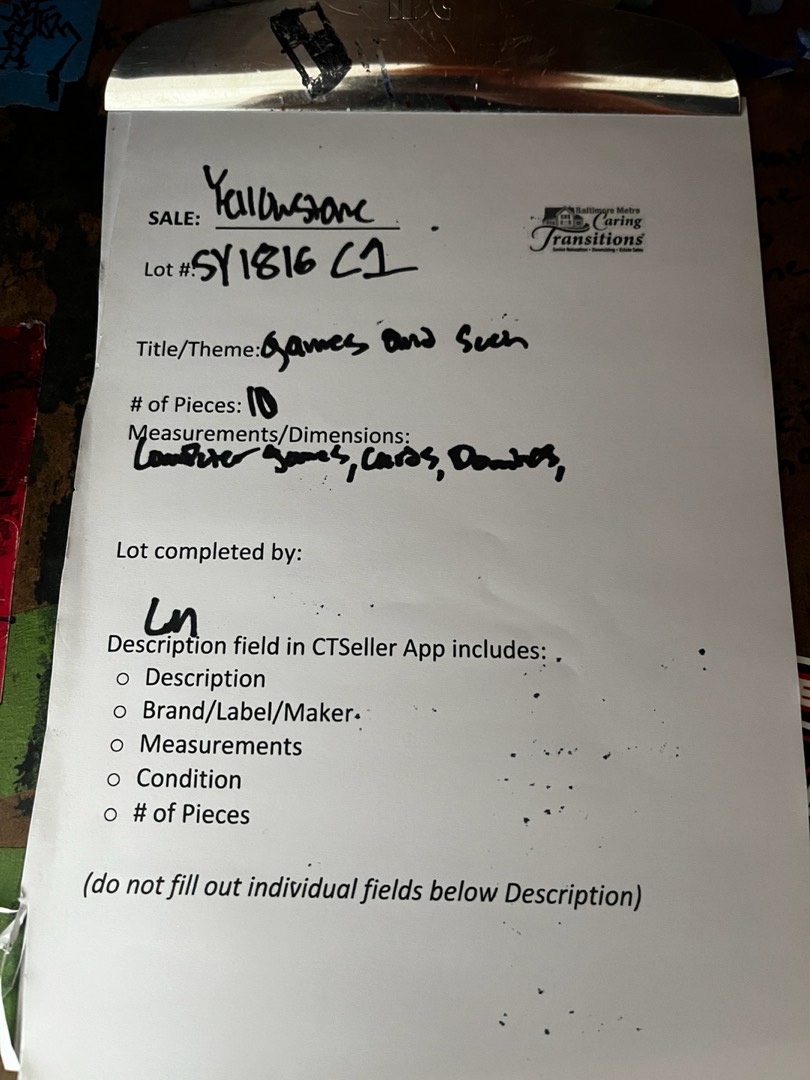 SALE: Yellowstone
Baltimore Metro
Caring
Transitions
Lot #: SY1816 C1
Title/Theme: Games and Such
# of Pieces: 10
Measurements/Dimensions:
Computer games, Cards, Dominos,
Lot completed by:
Ln
Description field in CTSeller App includes:
○ Description
○ Brand/Label/Maker
○ Measurements
○ Condition
○ # of Pieces
(do not fill out individual fields below Description)